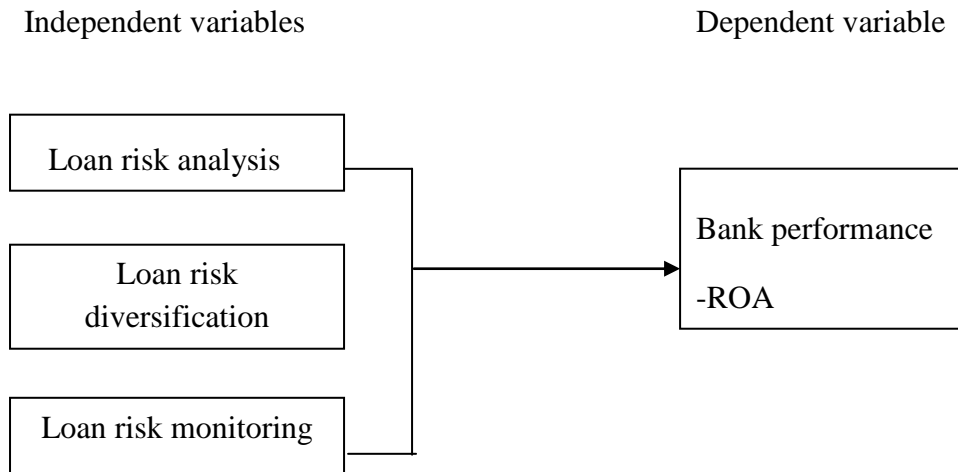 Independent variables
Dependent variable
Loan risk analysis
Loan risk
diversification
Loan risk monitoring
Bank performance
-ROA